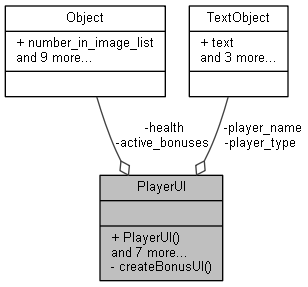 Object
+ number_in_image_list
and 9 more...
TextObject
+ text
and 3 more...
-health
-active_bonuses
-player_name
-player_type
PlayerUI
+ PlayerUI()
and 7 more...
- createBonusUI()